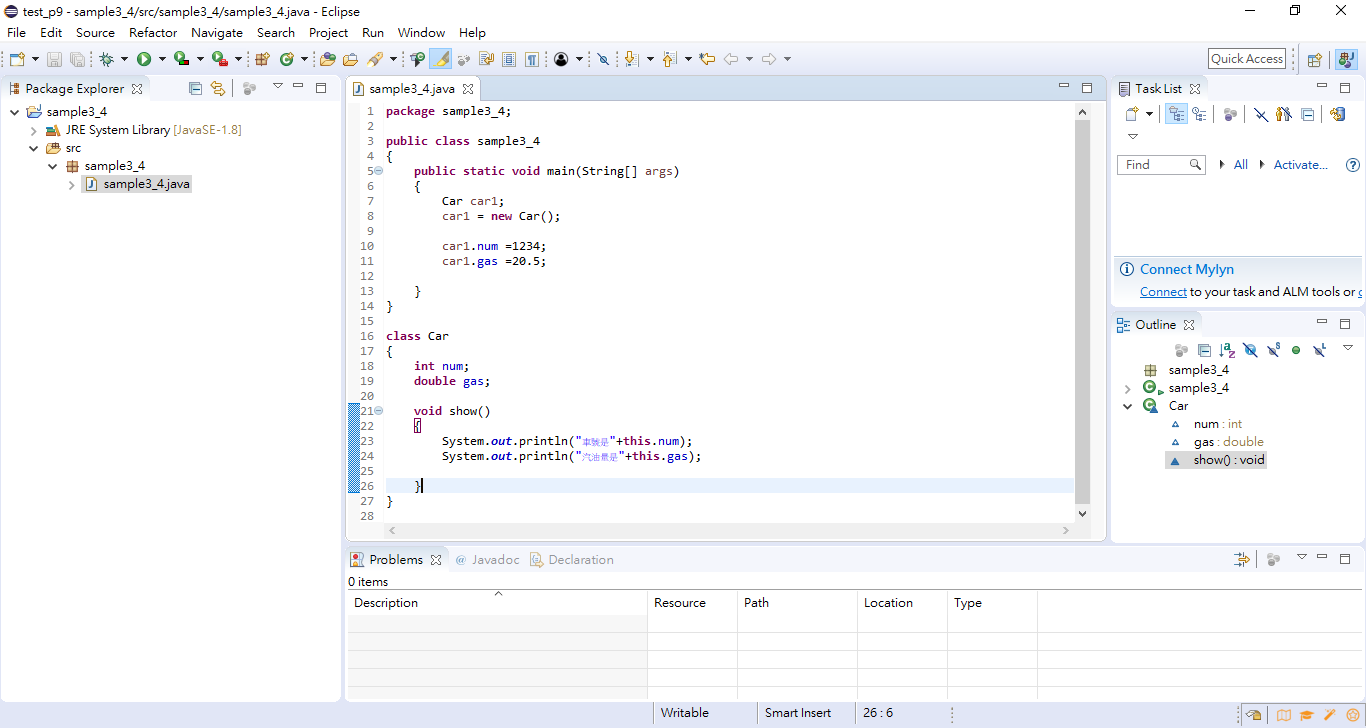 test_p9 - sample3_4/src/sample3_4/sample3_4.java - Eclipse
File Edit Source Refactor Navigate Search Project Run Window Help
Quick Access
Package Explorer
sample3_4
JRE System Library [JavaSE-1.8]
src
sample3_4
sample3_4.java
sample3_4.java
1 package sample3_4;
2
3 public class sample3_4
4 {
5 public static void main(String[] args)
6 {
7 Car car1;
8 car1 = new Car();
9
10 car1.num =1234;
11 car1.gas =20.5;
12
13 }
14 }
15
16 class Car
17 {
18 int num;
19 double gas;
20
21 void show()
22 {
23 System.out.println("車號是"+this.num);
24 System.out.println("汽油量是"+this.gas);
25
26 }
27 }
28
Task List
Find All Activate...
Connect Mylyn
Connect to your task and ALM tools or c
Outline
sample3_4
sample3_4
Car
num : int
gas : double
show() : void
Problems Javadoc Declaration
0 items
Description Resource Path Location Type
Writable Smart Insert 26 : 6